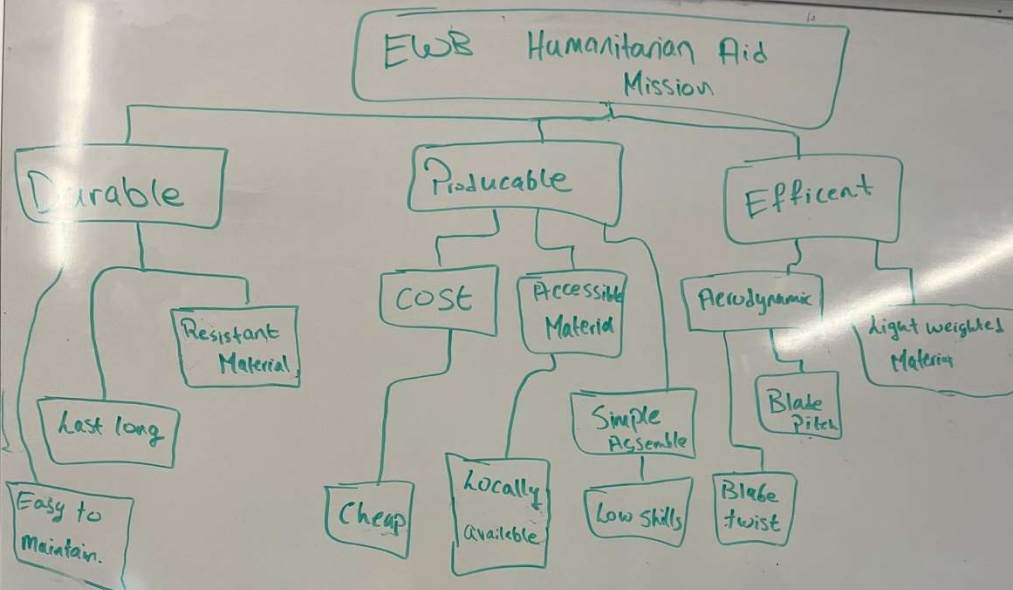 EWB Humanitarian Aid
Mission
Durable
Producable
Efficent
Cost
Accessible
Material
Aerodynamic
Light weighted
Material
Resistant
Material
Last long
Simple
Assemble
Blade
Pitch
Easy to
maintain.
Cheap
Locally
available
Low skills
Blade
twist